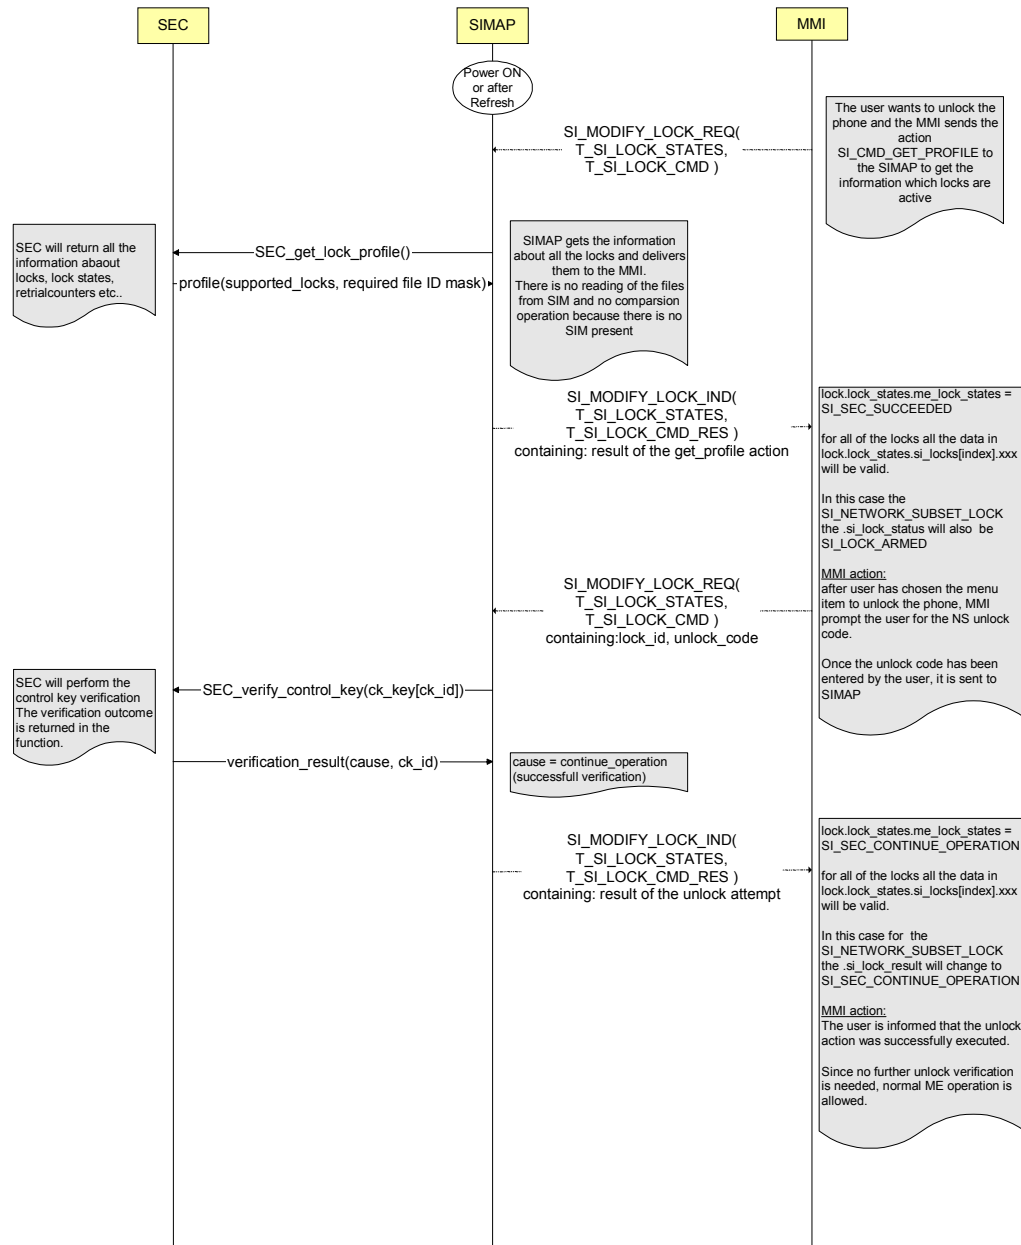 SEC
SIMAP
MMI
Power ON
or after
Refresh
The user wants to unlock the
phone and the MMI sends the
action
SI_CMD_GET_PROFILE to
the SIMAP to get the
information which locks are
active
SI_MODIFY_LOCK_REQ(
T_SI_LOCK_STATES,
T_SI_LOCK_CMD )
SEC will return all the
information abaout
locks, lock states,
retrialcounters etc..
SEC_get_lock_profile()
profile(supported_locks, required file ID mask)
SIMAP gets the information
about all the locks and delivers
them to the MMI.
There is no reading of the files
from SIM and no comparsion
operation because there is no
SIM present
SI_MODIFY_LOCK_IND(
T_SI_LOCK_STATES,
T_SI_LOCK_CMD_RES )
containing: result of the get_profile action
lock.lock_states.me_lock_states =
SI_SEC_SUCCEEDED
for all of the locks all the data in
lock.lock_states.si_locks[index].xxx
will be valid.
In this case the
SI_NETWORK_SUBSET_LOCK
the .si_lock_status will also be
SI_LOCK_ARMED
MMI action:
after user has chosen the menu
item to unlock the phone, MMI
prompt the user for the NS unlock
code.
Once the unlock code has been
entered by the user, it is sent to
SIMAP
SI_MODIFY_LOCK_REQ(
T_SI_LOCK_STATES,
T_SI_LOCK_CMD )
containing:lock_id, unlock_code
SEC will perform the
control key verification
The verification outcome
is returned in the
function.
SEC_verify_control_key(ck_key[ck_id])
verification_result(cause, ck_id)
cause = continue_operation
(successfull verification)
SI_MODIFY_LOCK_IND(
T_SI_LOCK_STATES,
T_SI_LOCK_CMD_RES )
containing: result of the unlock attempt
lock.lock_states.me_lock_states =
SI_SEC_CONTINUE_OPERATION
for all of the locks all the data in
lock.lock_states.si_locks[index].xxx
will be valid.
In this case for the
SI_NETWORK_SUBSET_LOCK
the .si_lock_result will change to
SI_SEC_CONTINUE_OPERATION
MMI action:
The user is informed that the unlock
action was successfully executed.
Since no further unlock verification
is needed, normal ME operation is
allowed.